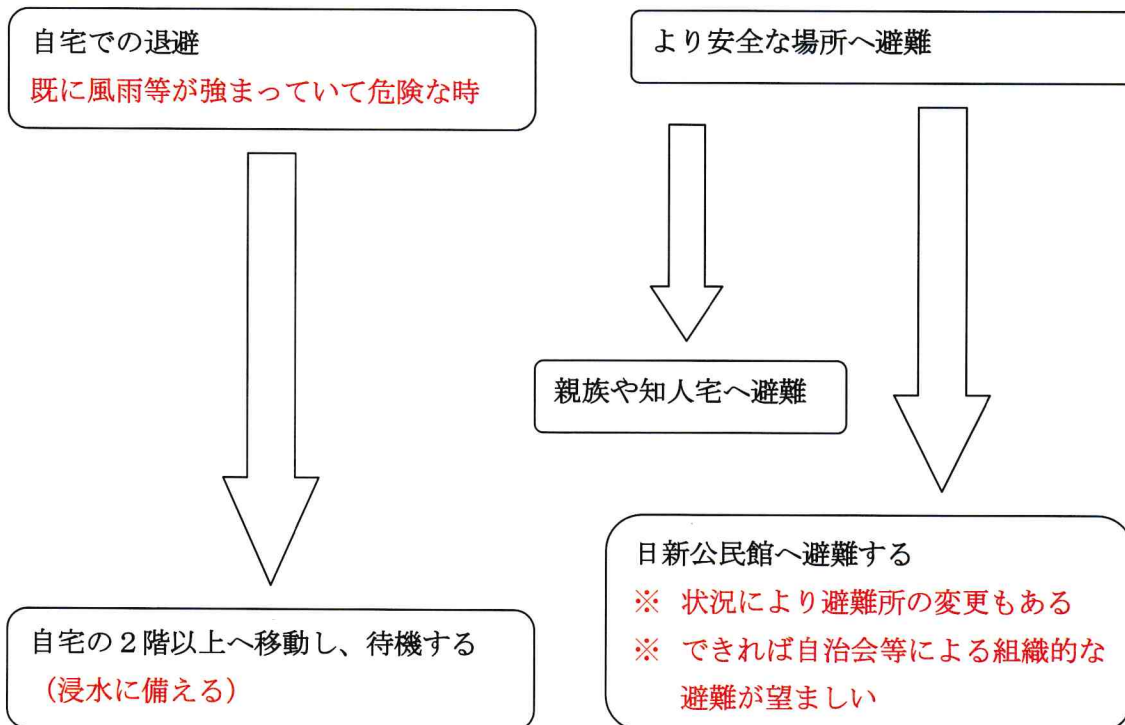 自宅での退避
既に風雨等が強まっていて危険な時
より安全な場所へ避難
親族や知人宅へ避難
日新公民館へ避難する
※ 状況により避難所の変更もある
※ できれば自治会等による組織的な
避難が望ましい
自宅の２階以上へ移動し、待機する
（浸水に備える）